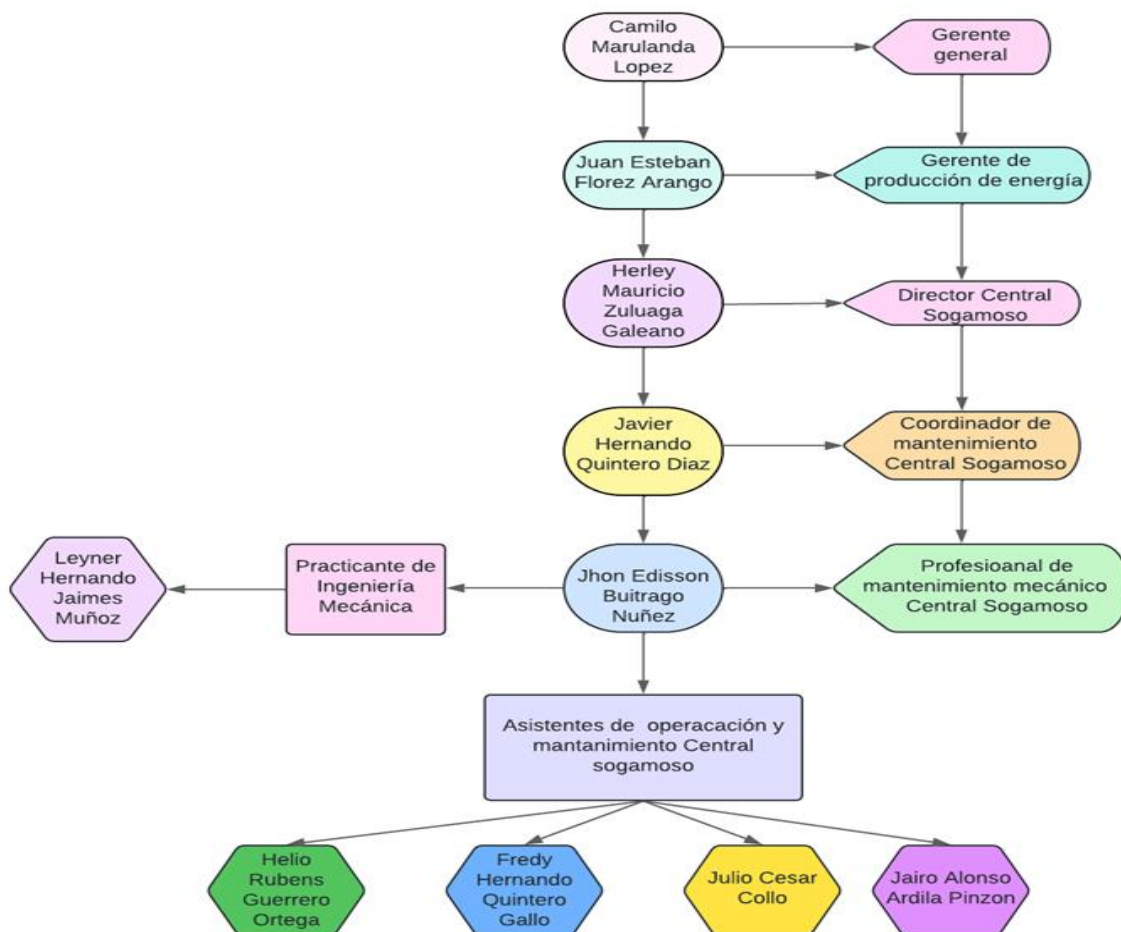 Camilo
Marulanda
Lopez
Gerente
general
Juan Esteban
Florez Arango
Gerente de
producción de energía
Herley
Mauricio
Zuluaga
Galeano
Director Central
Sogamoso
Javier
Hernando
Quintero Diaz
Coordinador de
mantenimiento
Central Sogamoso
Leyner
Hernando
Jaimes
Muñoz
Practicante de
Ingeniería
Mecánica
Jhon Edisson
Buitrago
Nuñez
Profesioanal de
mantenimiento mecánico
Central Sogamoso
Asistentes de operacación y
mantanimiento Central
sogamoso
Helio
Rubens
Guerrero
Ortega
Fredy
Hernando
Quintero
Gallo
Julio Cesar
Collo
Jairo Alonso
Ardila Pinzon